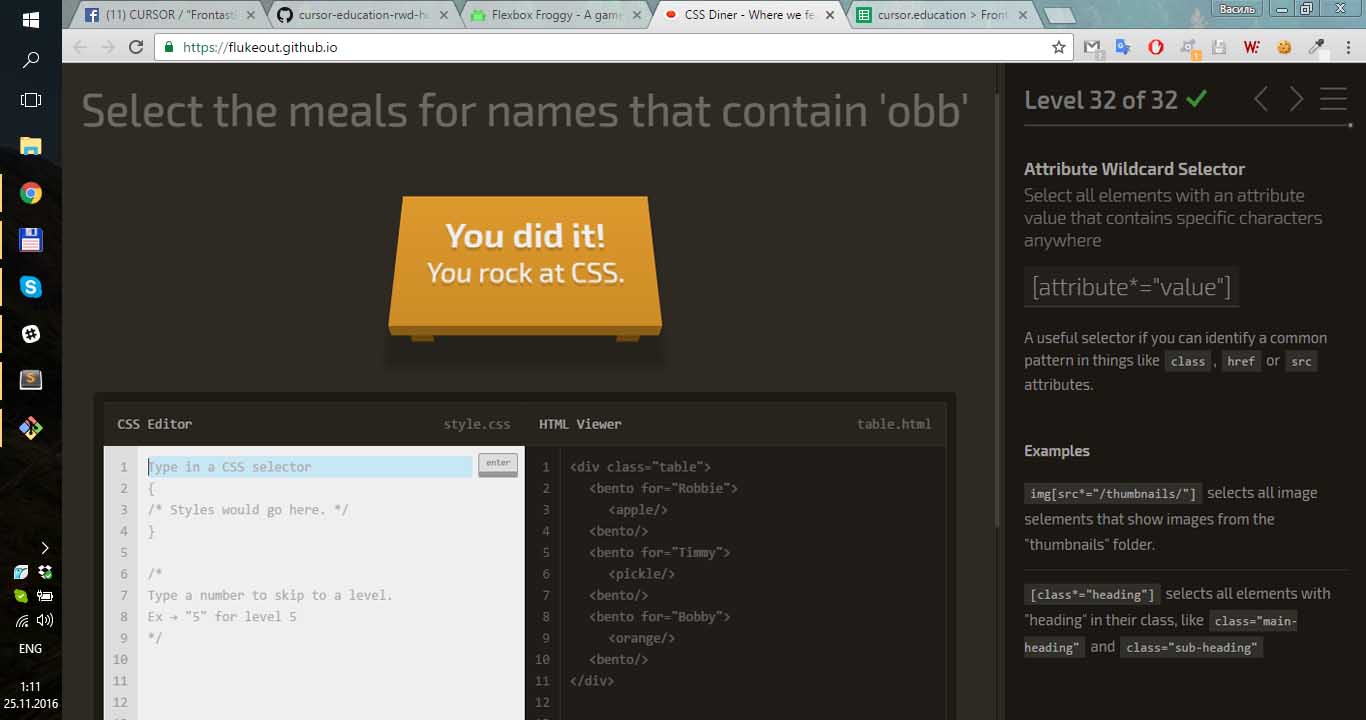 (11) CURSOR / "Frontasti
cursor-education-rwd-h
Flexbox Froggy - A game
CSS Diner - Where we fe
cursor.education > Fron
Василь
https://flukeout.github.io
Select the meals for names that contain 'obb'
You did it!
You rock at CSS.
CSS Editor
style.css
HTML Viewer
table.html
1 Type in a CSS selector
enter
2 {
3 /* Styles would go here. */
4 }
5
6 /*
7 Type a number to skip to a level.
8 Ex → "5" for level 5
9 */
10
11
12
1 <div class="table">
2 <bento for="Robbie">
3 <apple/>
4 <bento/>
5 <bento for="Timmy">
6 <pickle/>
7 <bento/>
8 <bento for="Bobby">
9 <orange/>
10 <bento/>
11 </div>
12
Level 32 of 32
Attribute Wildcard Selector
Select all elements with an attribute
value that contains specific characters
anywhere
[attribute*="value"]
A useful selector if you can identify a common
pattern in things like class , href or src
attributes.
Examples
img[src*="/thumbnails/"] selects all image
selements that show images from the
"thumbnails" folder.
[class*="heading"] selects all elements with
"heading" in their class, like class="main-
heading" and class="sub-heading"
ENG
1:11
25.11.2016